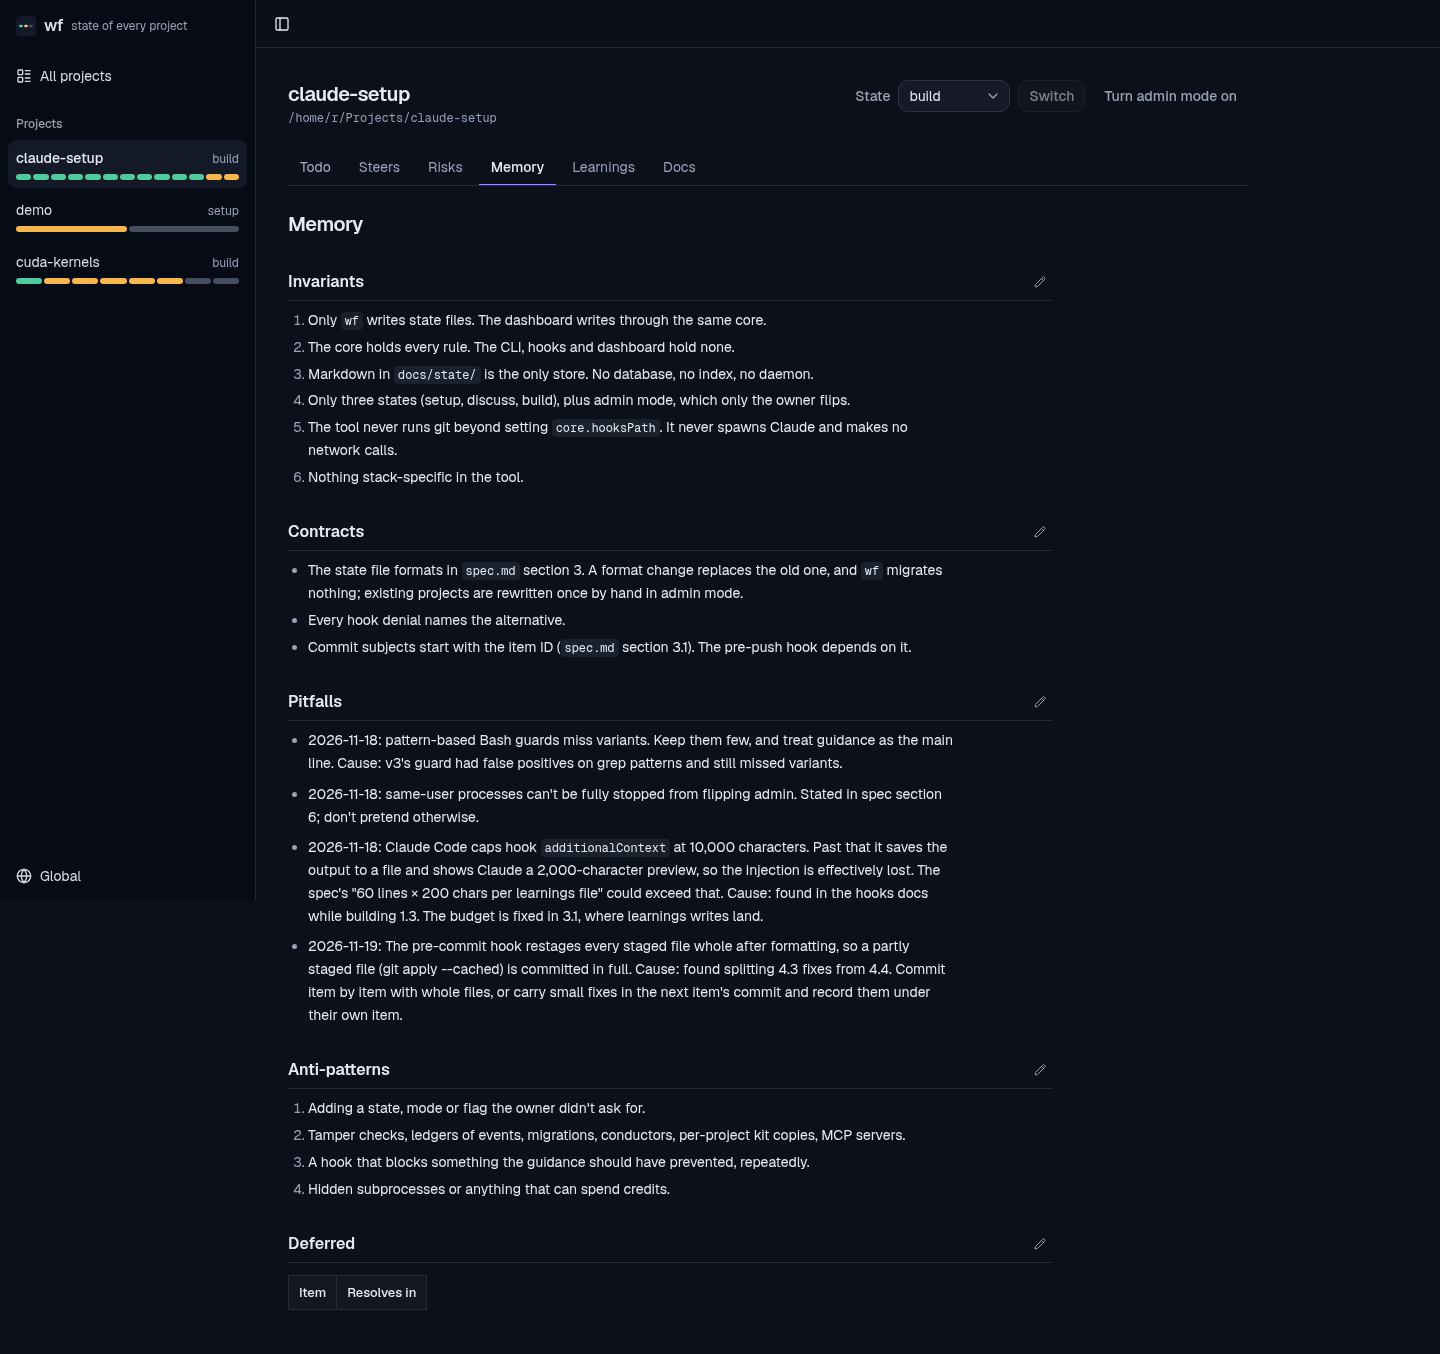 wf state of every project
All projects
Projects
claude-setup build
demo setup
cuda-kernels build
Global
claude-setup
/home/r/Projects/claude-setup
State build Switch Turn admin mode on
Todo Steers Risks Memory Learnings Docs
Memory
Invariants
1. Only wf writes state files. The dashboard writes through the same core.
2. The core holds every rule. The CLI, hooks and dashboard hold none.
3. Markdown in docs/state/ is the only store. No database, no index, no daemon.
4. Only three states (setup, discuss, build), plus admin mode, which only the owner flips.
5. The tool never runs git beyond setting core.hooksPath. It never spawns Claude and makes no
network calls.
6. Nothing stack-specific in the tool.
Contracts
The state file formats in spec.md section 3. A format change replaces the old one, and wf migrates
nothing; existing projects are rewritten once by hand in admin mode.
Every hook denial names the alternative.
Commit subjects start with the item ID (spec.md section 3.1). The pre-push hook depends on it.
Pitfalls
2026-11-18: pattern-based Bash guards miss variants. Keep them few, and treat guidance as the main
line. Cause: v3's guard had false positives on grep patterns and still missed variants.
2026-11-18: same-user processes can't be fully stopped from flipping admin. Stated in spec section
6; don't pretend otherwise.
2026-11-18: Claude Code caps hook additionalContext at 10,000 characters. Past that it saves the
output to a file and shows Claude a 2,000-character preview, so the injection is effectively lost. The
spec's "60 lines × 200 chars per learnings file" could exceed that. Cause: found in the hooks docs
while building 1.3. The budget is fixed in 3.1, where learnings writes land.
2026-11-19: The pre-commit hook restages every staged file whole after formatting, so a partly
staged file (git apply --cached) is committed in full. Cause: found splitting 4.3 fixes from 4.4. Commit
item by item with whole files, or carry small fixes in the next item's commit and record them under
their own item.
Anti-patterns
1. Adding a state, mode or flag the owner didn't ask for.
2. Tamper checks, ledgers of events, migrations, conductors, per-project kit copies, MCP servers.
3. A hook that blocks something the guidance should have prevented, repeatedly.
4. Hidden subprocesses or anything that can spend credits.
Deferred
Item Resolves in